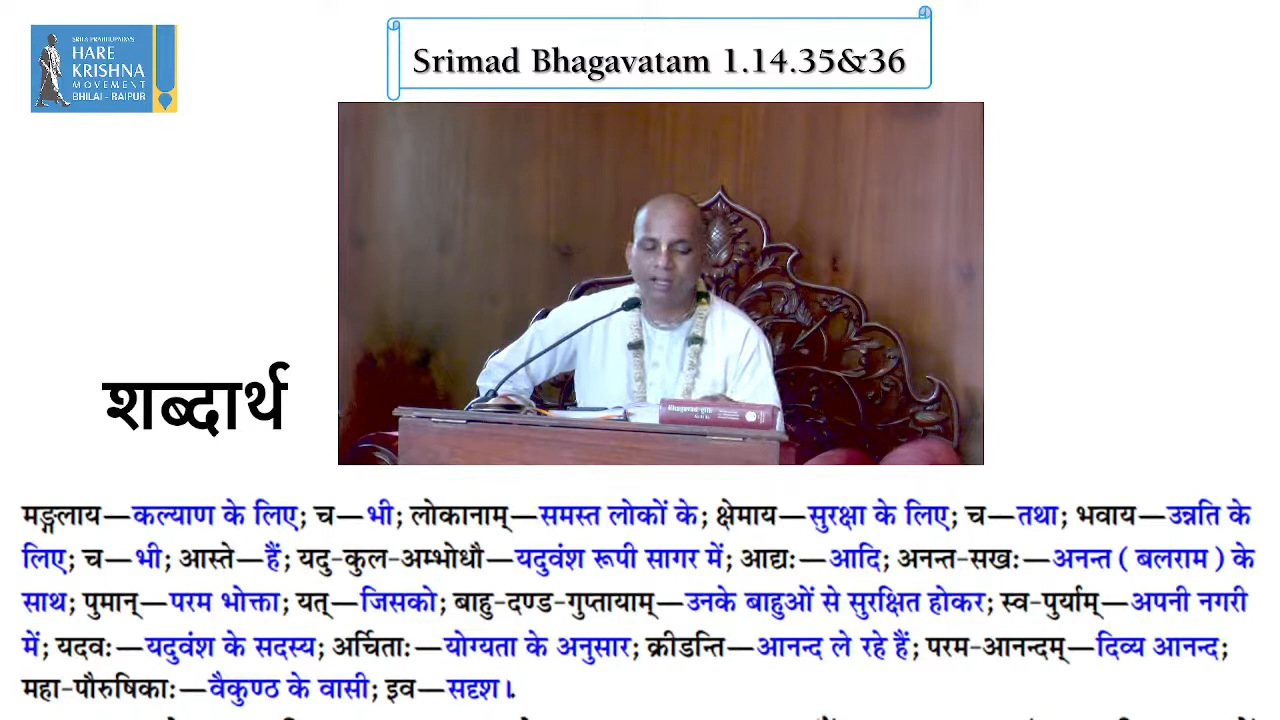 SRILA PRABHUPADA'S
HARE
KRISHNA
MOVEMENT
BHILAI - RAIPUR
Srimad Bhagavatam 1.14.35&36
शब्दार्थ
मङ्गलाय—कल्याण के लिए; च—भी; लोकानाम्—समस्त लोकों के; क्षेमाय—सुरक्षा के लिए; च—तथा; भवाय—उन्नति के
लिए; च—भी; आस्ते—हैं; यदु-कुल-अम्भोधौ—यदुवंश रूपी सागर में; आद्यः—आदि; अनन्त-सखः—अनन्त ( बलराम ) के
साथ; पुमान्—परम भोक्ता; यत्—जिसको; बाहु-दण्ड-गुप्तायाम्—उनके बाहुओं से सुरक्षित होकर; स्व-पुर्याम्—अपनी नगरी
में; यदवः—यदुवंश के सदस्य; अर्चिताः—योग्यता के अनुसार; क्रीडन्ति—आनन्द ले रहे हैं; परम-आनन्दम्—दिव्य आनन्द;
महा-पौरुषिकाः—वैकुण्ठ के वासी; इव—सदृश।